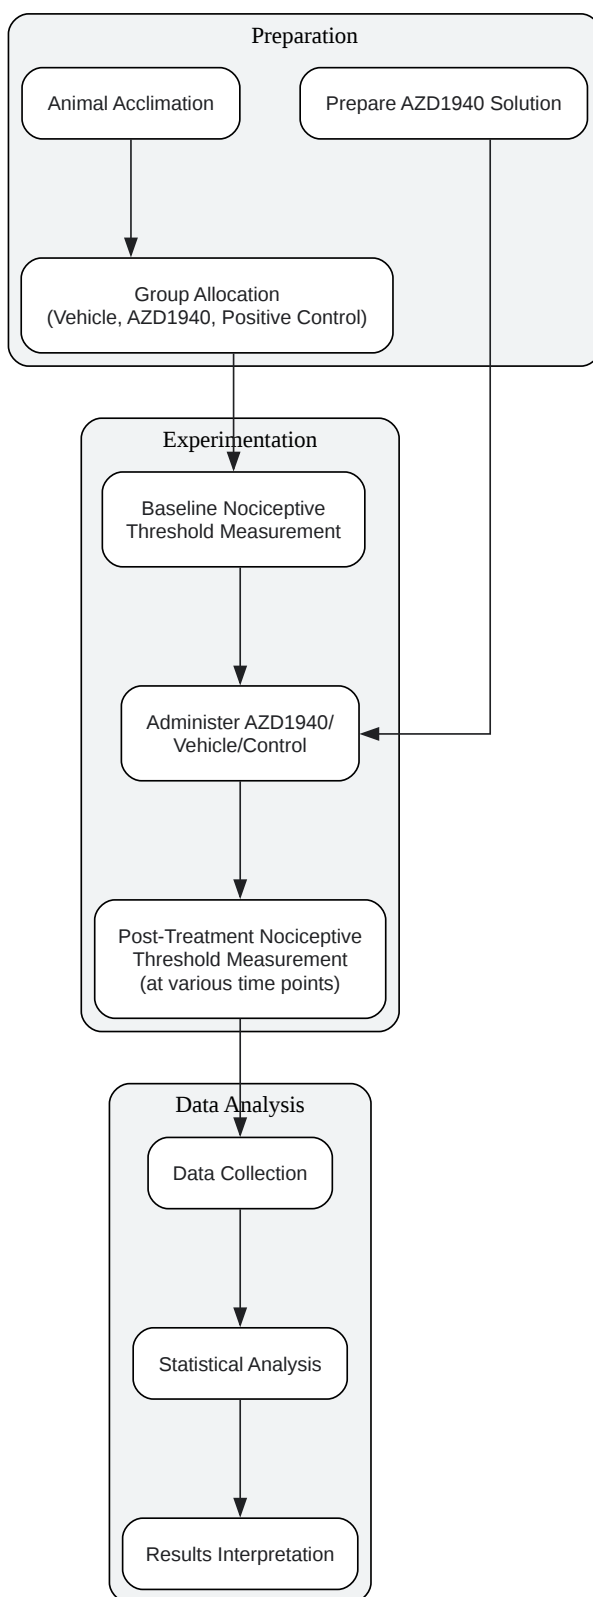 Preparation
Animal Acclimation
Prepare AZD1940 Solution
Group Allocation
(Vehicle, AZD1940, Positive Control)
Experimentation
Baseline Nociceptive
Threshold Measurement
Administer AZD1940/
Vehicle/Control
Post-Treatment Nociceptive
Threshold Measurement
(at various time points)
Data Analysis
Data Collection
Statistical Analysis
Results Interpretation